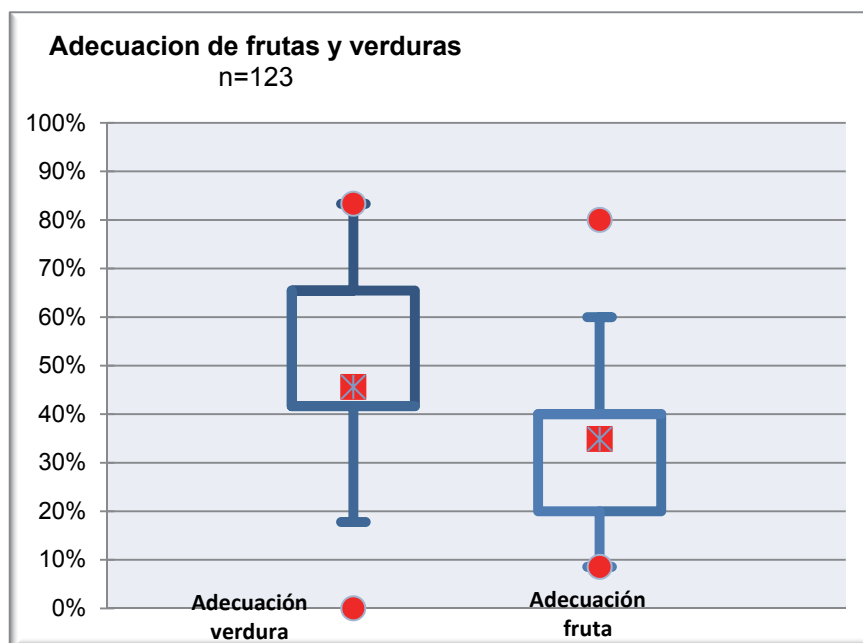 Adecuacion de frutas y verduras
n=123
100%
90%
80%
70%
60%
50%
40%
30%
20%
10%
0%
Adecuación
verdura
Adecuación
fruta